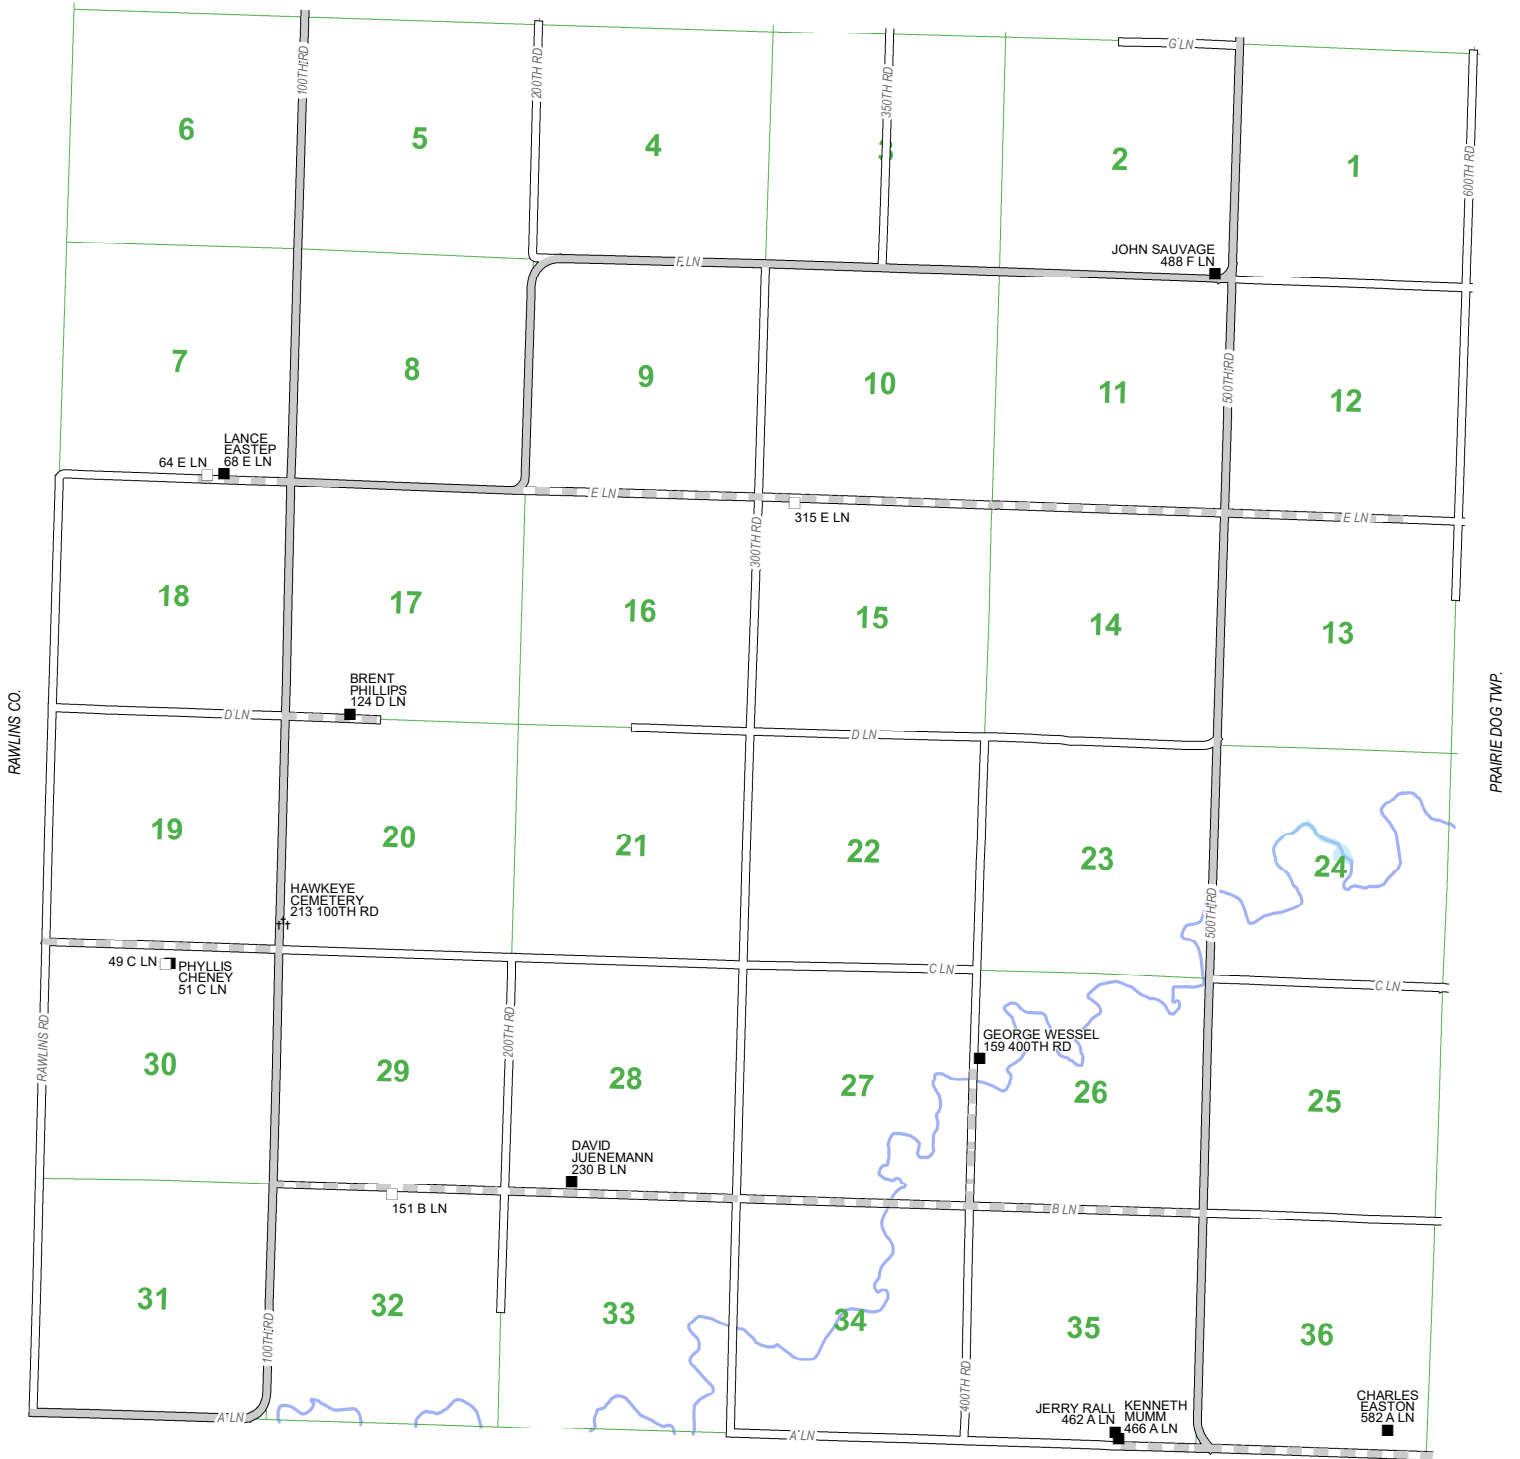 G LN
100TH RD
200TH RD
350TH RD
600TH RD
6
5
4
3
2
1
JOHN SAUVAGE
488 F LN
F LN
7
8
9
10
11
12
500TH RD
LANCE
EASTEP
68 E LN
64 E LN
E LN
315 E LN
E LN
300TH RD
18
17
16
15
14
13
BRENT
PHILLIPS
124 D LN
D LN
D LN
RAWLINS CO.
PRAIRIE DOG TWP.
19
20
21
22
23
24
HAWKEYE
CEMETERY
213 100TH RD
500TH RD
49 C LN
PHYLLIS
CHENEY
51 C LN
C LN
C LN
RAWLINS RD
200TH RD
GEORGE WESSEL
159 400TH RD
30
29
28
27
26
25
DAVID
JUENEMANN
230 B LN
151 B LN
B LN
31
32
33
34
35
36
100TH RD
400TH RD
A LN
A LN
JERRY RALL
462 A LN
KENNETH
MUMM
466 A LN
CHARLES
EASTON
582 A LN